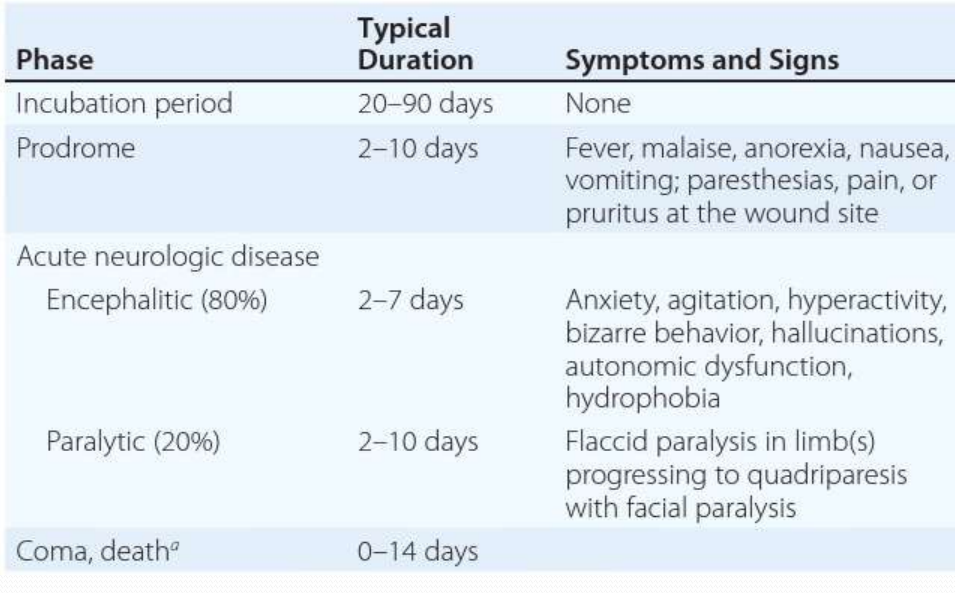 Phase Typical Duration Symptoms and Signs
Incubation period 20–90 days None
Prodrome 2–10 days Fever, malaise, anorexia, nausea,
vomiting; paresthesias, pain, or
pruritus at the wound site
Acute neurologic disease
Encephalitic (80%) 2–7 days Anxiety, agitation, hyperactivity,
bizarre behavior, hallucinations,
autonomic dysfunction,
hydrophobia
Paralytic (20%) 2–10 days Flaccid paralysis in limb(s)
progressing to quadriparesis
with facial paralysis
Coma, deathᵃ 0–14 days